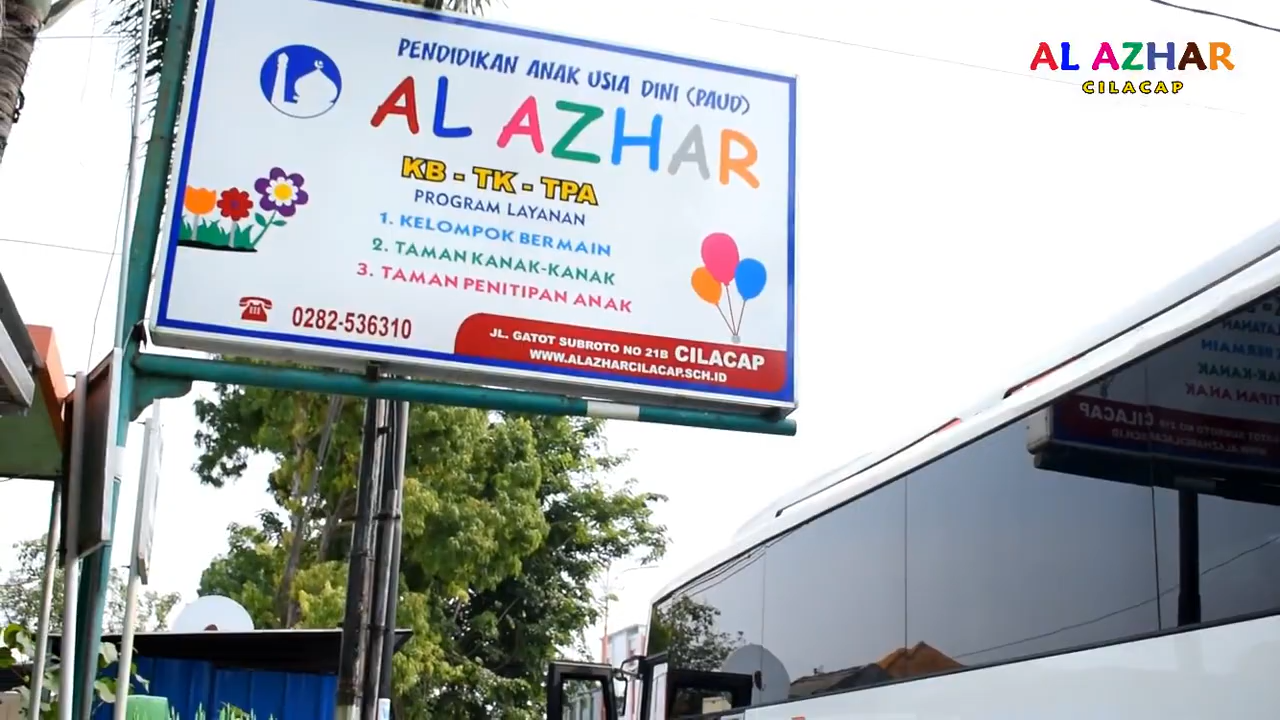 PENDIDIKAN ANAK USIA DINI (PAUD)
AL AZHAR
KB - TK - TPA
PROGRAM LAYANAN
1. KELOMPOK BERMAIN
2. TAMAN KANAK-KANAK
3. TAMAN PENITIPAN ANAK
0282-536310
JL. GATOT SUBROTO NO 21B CILACAP
WWW.ALAZHARCILACAP.SCH.ID
AL AZHAR
CILACAP